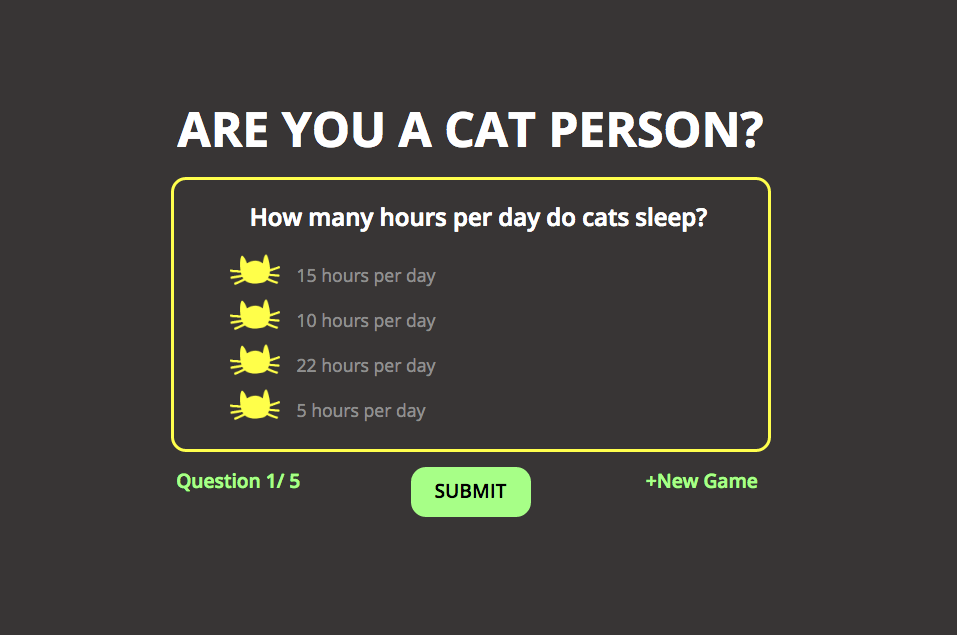 ARE YOU A CAT PERSON?
How many hours per day do cats sleep?
15 hours per day
10 hours per day
22 hours per day
5 hours per day
Question 1/ 5
SUBMIT
+New Game